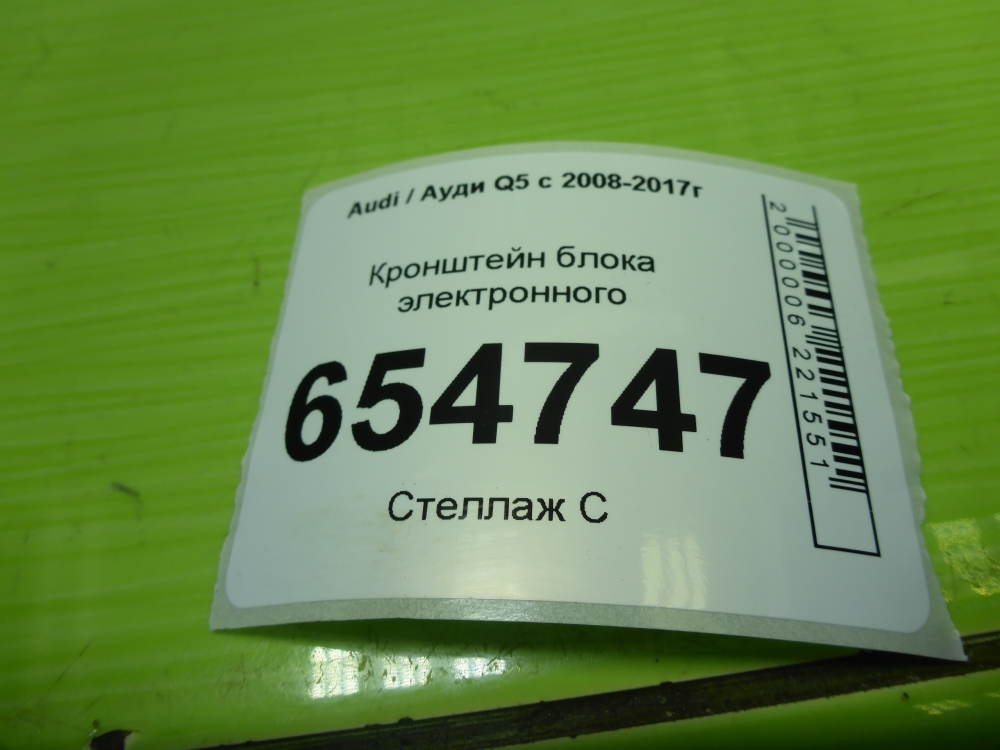 Audi / Ауди Q5 с 2008-2017г
Кронштейн блока
электронного
654747
Стеллаж С
2000006221551